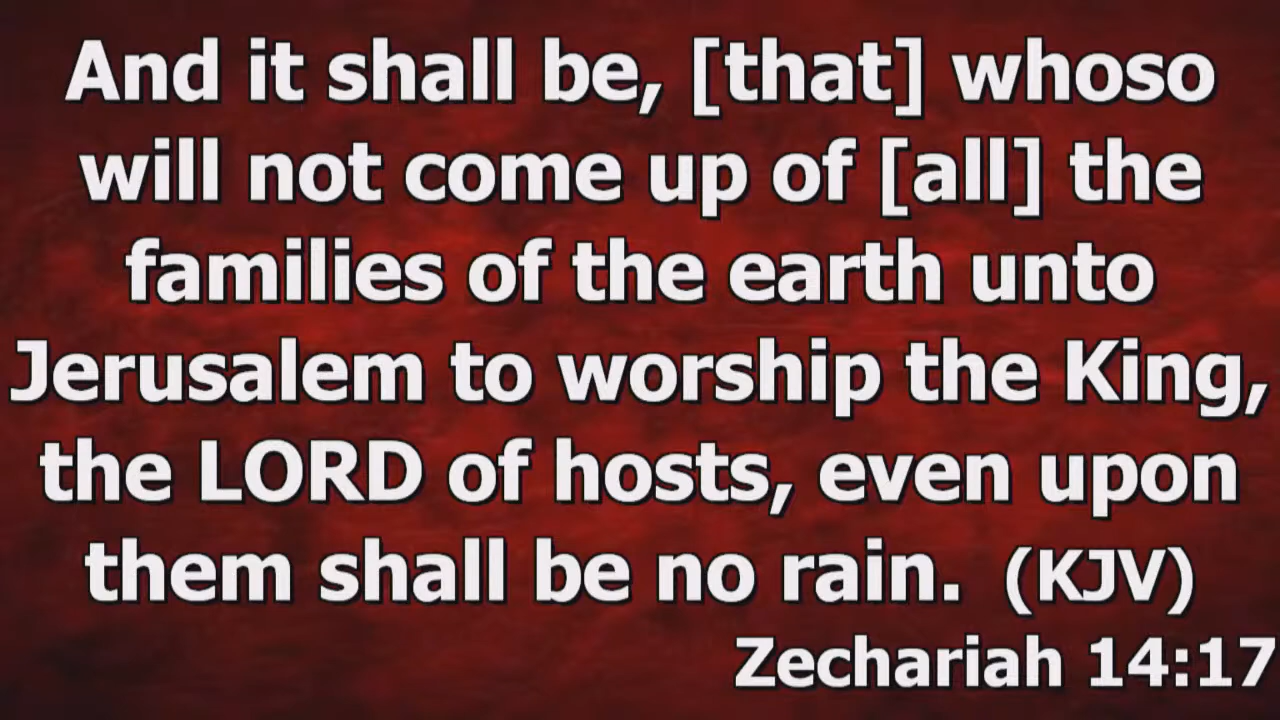 And it shall be, [that] whoso
will not come up of [all] the
families of the earth unto
Jerusalem to worship the King,
the LORD of hosts, even upon
them shall be no rain. (KJV)
Zechariah 14:17